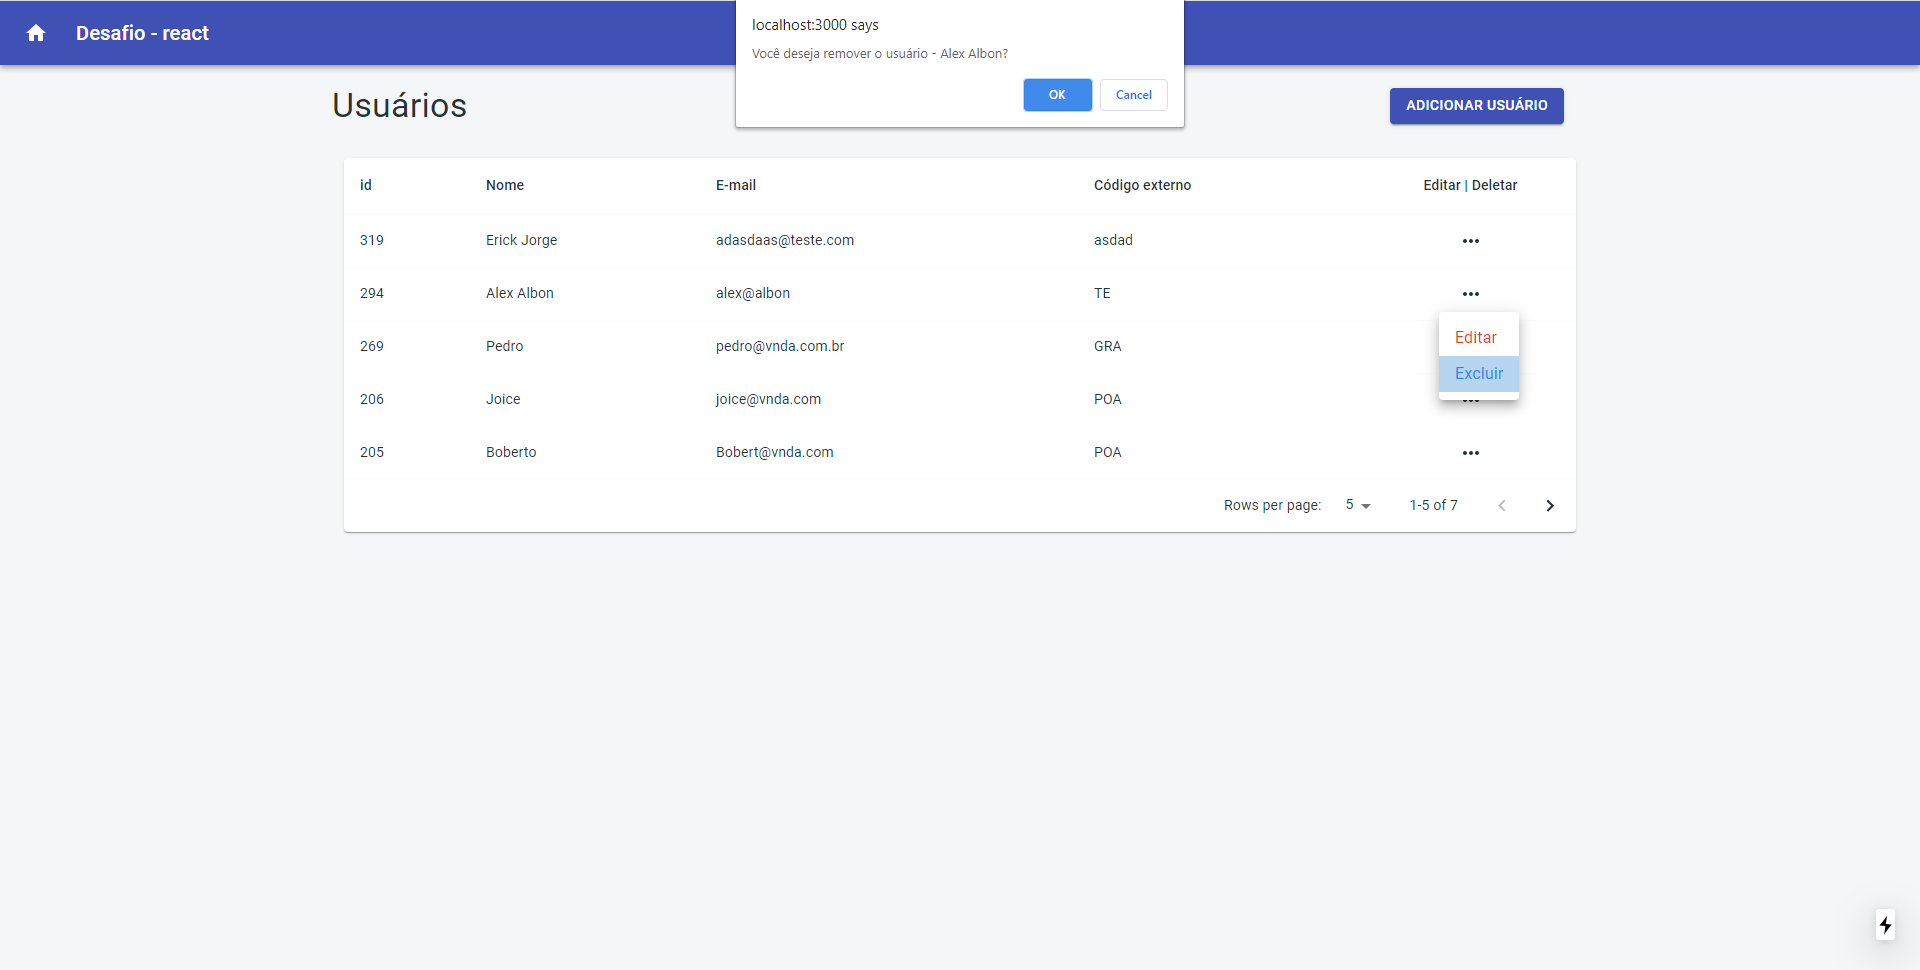 Desafio - react
localhost:3000 says
Você deseja remover o usuário - Alex Albon?
OK Cancel
Usuários
ADICIONAR USUÁRIO
id Nome E-mail Código externo Editar | Deletar
319 Erick Jorge adasdaas@teste.com asdad
294 Alex Albon alex@albon TE
Editar
269 Pedro pedro@vnda.com.br GRA
Excluir
206 Joice joice@vnda.com POA
205 Boberto Bobert@vnda.com POA
Rows per page: 5 1-5 of 7